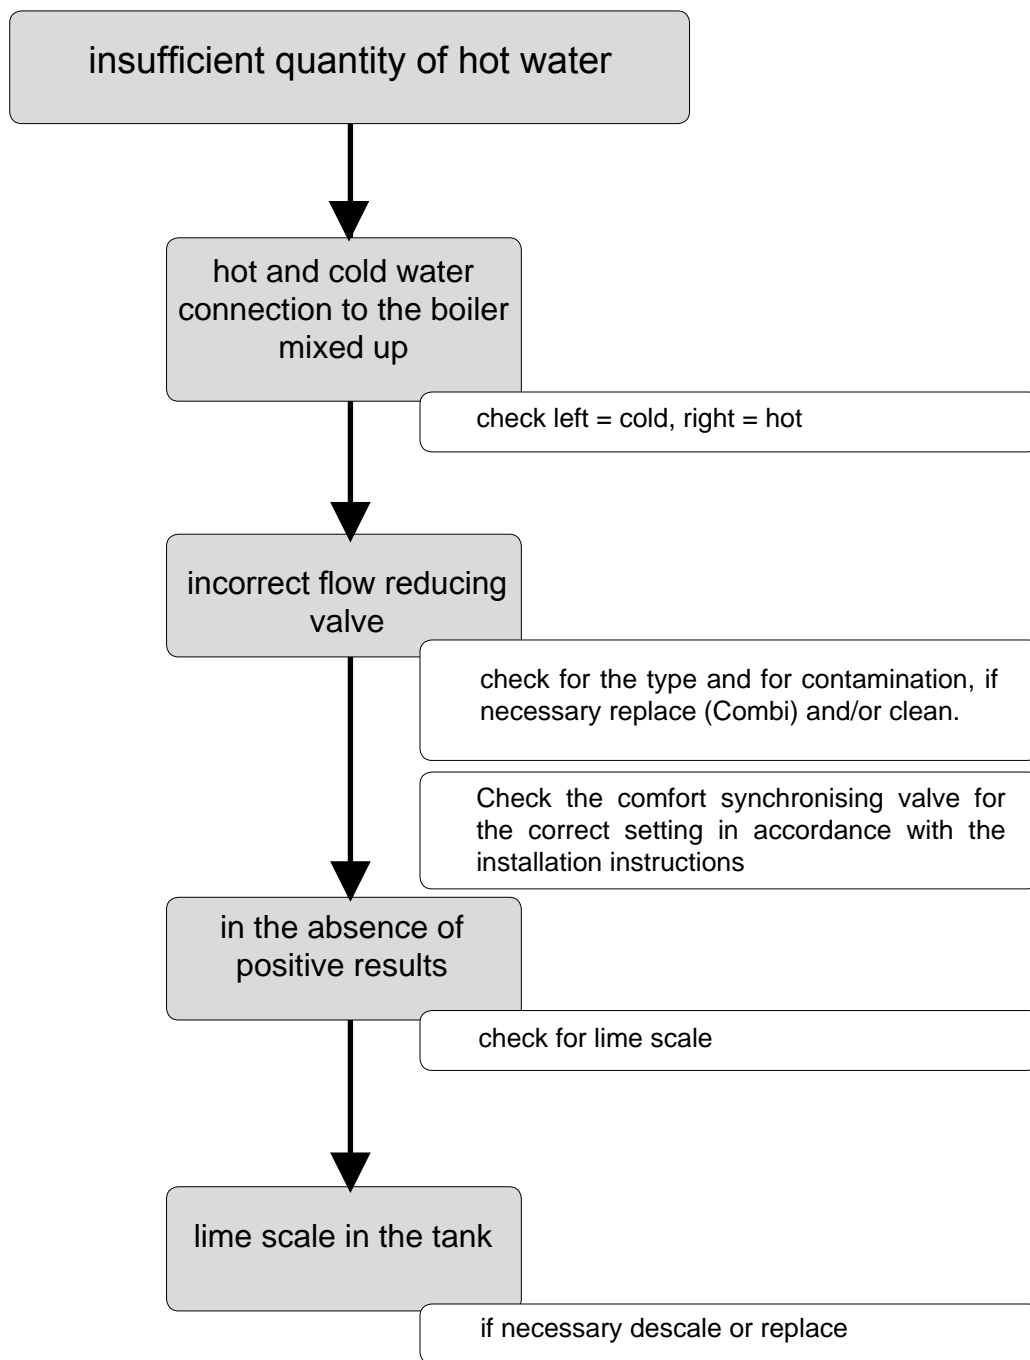 insufficient quantity of hot water
hot and cold water
connection to the boiler
mixed up
check left = cold, right = hot
incorrect flow reducing
valve
check for the type and for contamination, if
necessary replace (Combi) and/or clean.
Check the comfort synchronising valve for
the correct setting in accordance with the
installation instructions
in the absence of
positive results
check for lime scale
lime scale in the tank
if necessary descale or replace